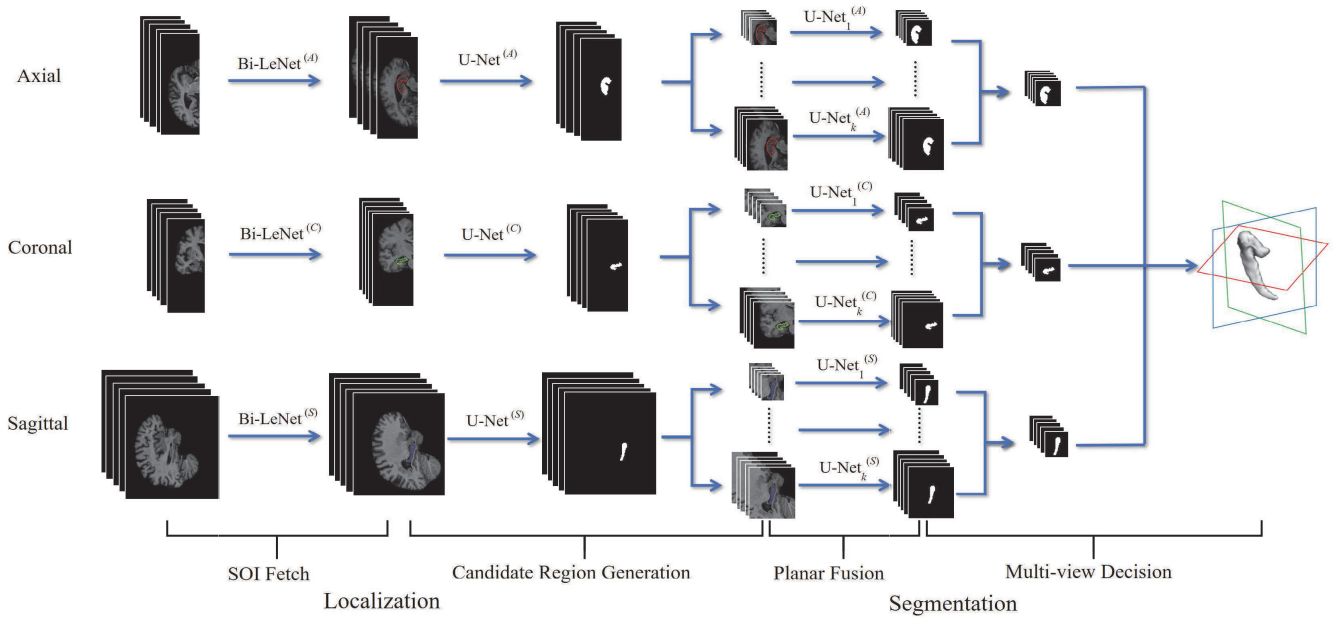 U-Net₁⁽ᴬ⁾
Axial
Bi-LeNet⁽ᴬ⁾
U-Net⁽ᴬ⁾
U-Netₖ⁽ᴬ⁾
U-Net₁⁽ꟲ⁾
Coronal
Bi-LeNet⁽ꟲ⁾
U-Net⁽ꟲ⁾
U-Netₖ⁽ꟲ⁾
U-Net₁⁽ˢ⁾
Sagittal
Bi-LeNet⁽ˢ⁾
U-Net⁽ˢ⁾
U-Netₖ⁽ˢ⁾
SOI Fetch
Candidate Region Generation
Planar Fusion
Multi-view Decision
Localization
Segmentation